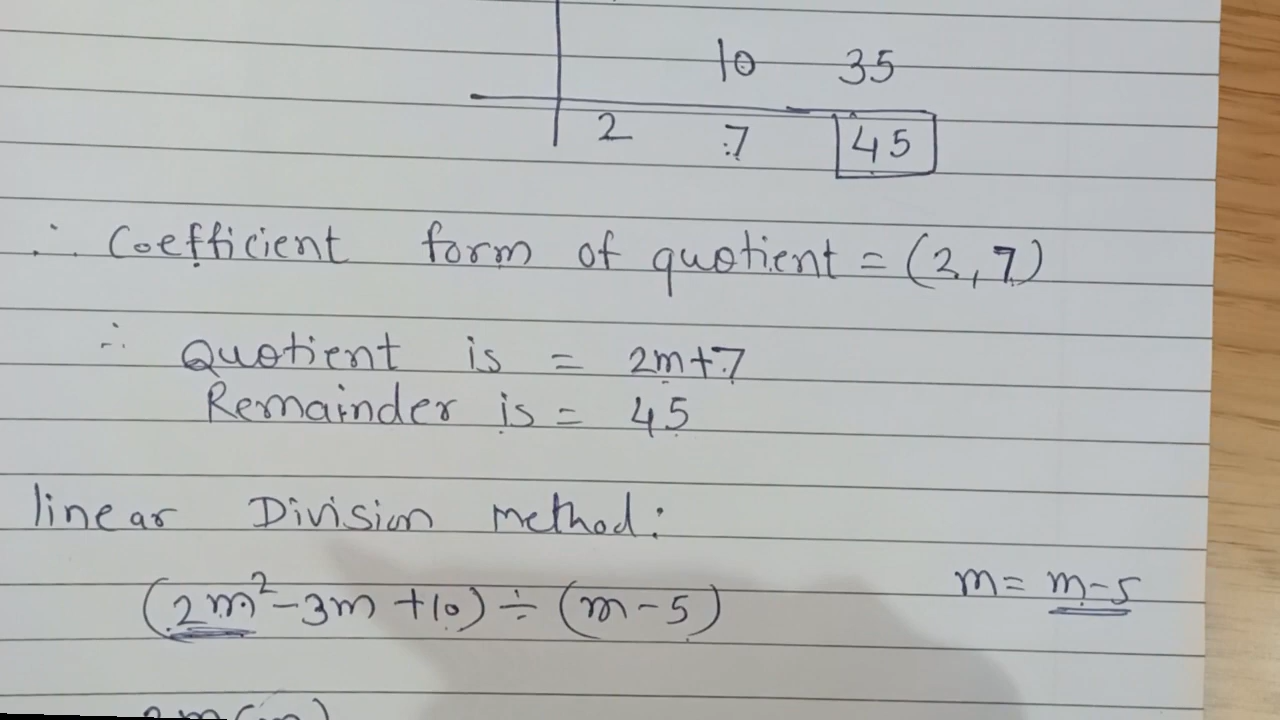 10 35
2 7 45
∴ Coefficient form of quotient = (2,7)
∴ Quotient is = 2m+7
Remainder is = 45
linear Division method:
(2m²-3m+10) ÷ (m-5) m= m-5